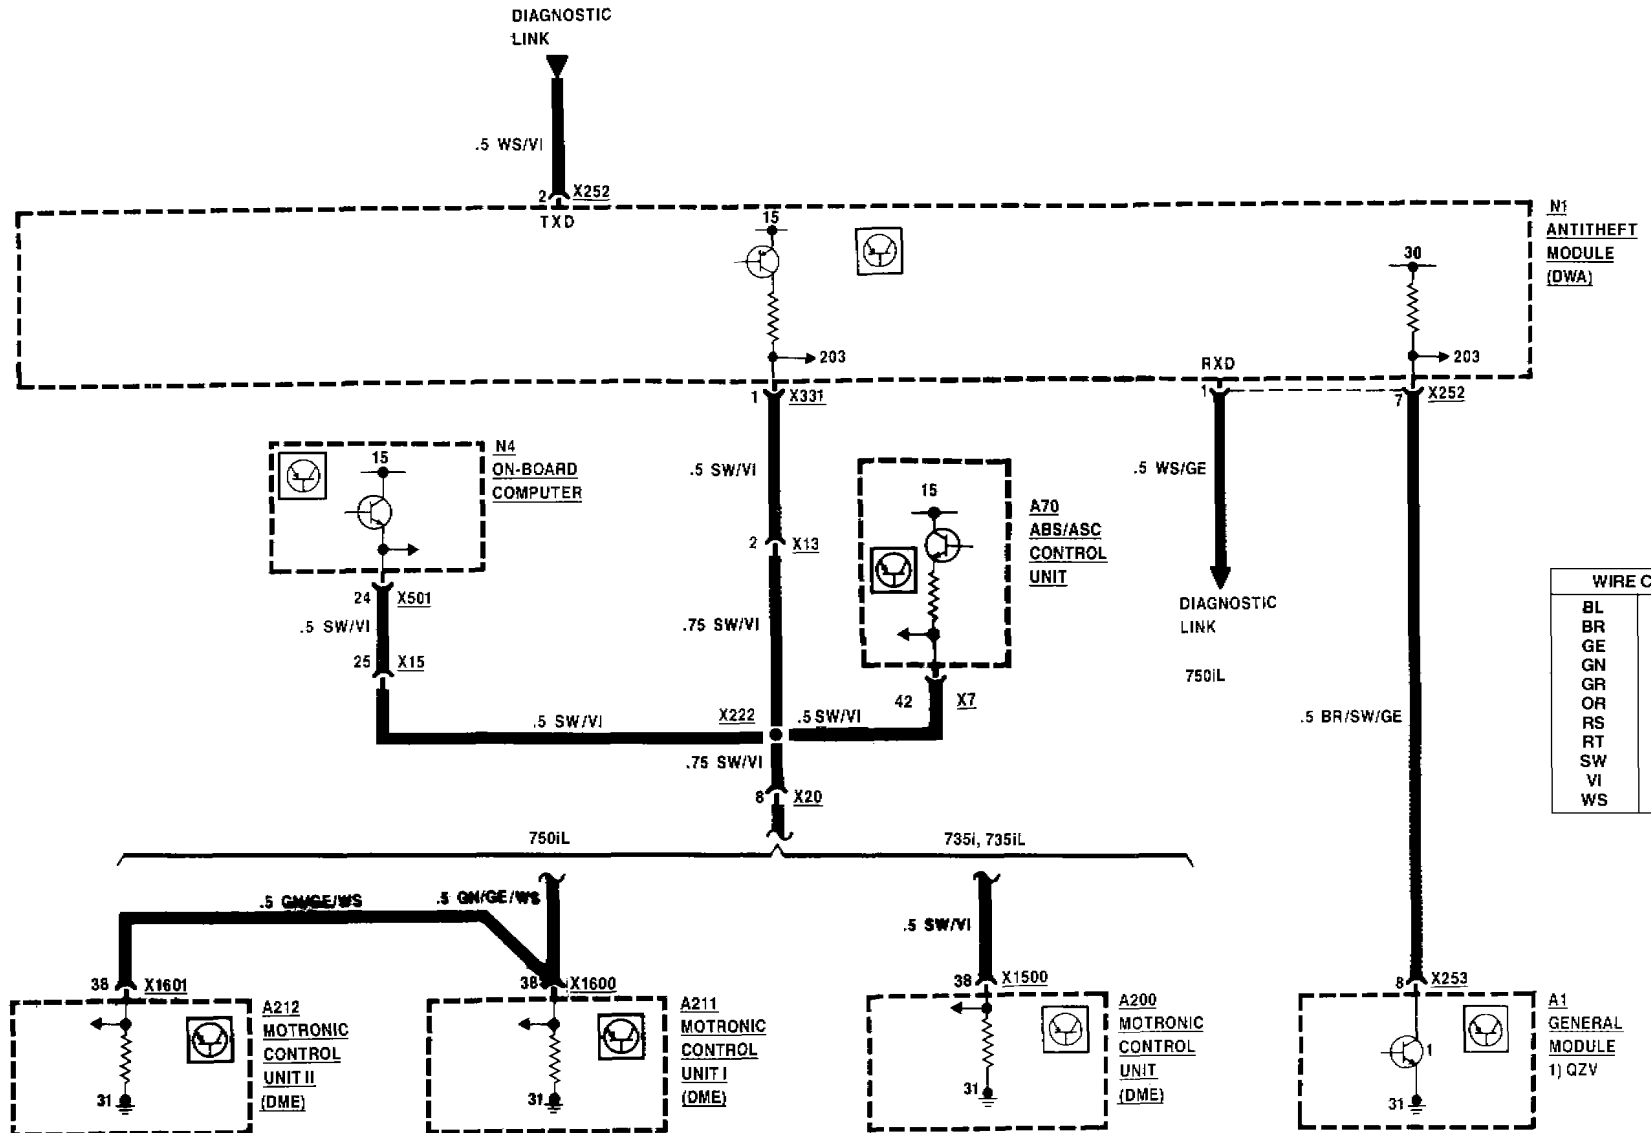 DIAGNOSTIC
LINK
.5 WS/VI
2 X252
TXD
15
203
30
203
RXD
N1
ANTITHEFT
MODULE
(DWA)
1 X331
1
7 X252
.5 SW/VI
2 X13
.75 SW/VI
N4
ON-BOARD
COMPUTER
15
24 X501
.5 SW/VI
25 X15
.5 SW/VI
A70
ABS/ASC
CONTROL
UNIT
15
42 X7
.5 SW/VI
X222
.75 SW/VI
8 X20
.5 WS/GE
DIAGNOSTIC
LINK
750iL
.5 BR/SW/GE
WIRE C
BL
BR
GE
GN
GR
OR
RS
RT
SW
VI
WS
750iL
735i, 735iL
.5 GN/GE/WS
.5 GN/GE/WS
.5 SW/VI
38 X1601
A212
MOTRONIC
CONTROL
UNIT II
(DME)
31
38 X1600
A211
MOTRONIC
CONTROL
UNIT I
(DME)
31
38 X1500
A200
MOTRONIC
CONTROL
UNIT
(DME)
31
8 X253
A1
GENERAL
MODULE
1) QZV
1
31